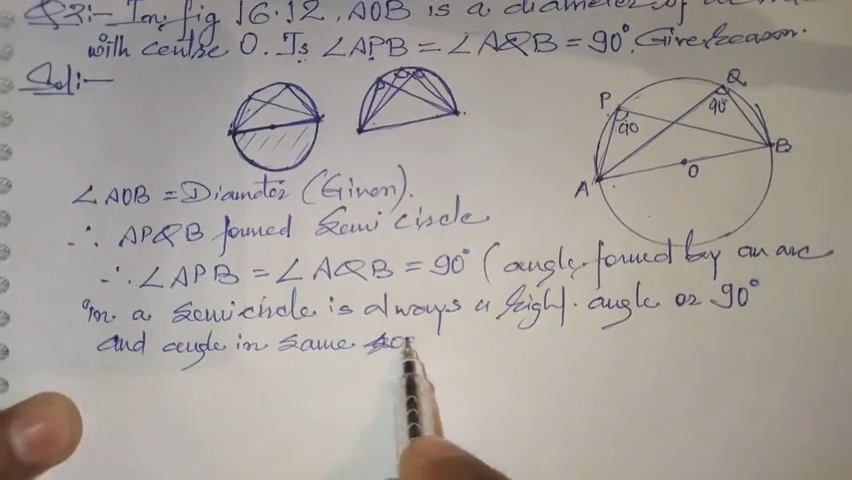 Q2:- In fig 16.12, AOB is a diameter of a circle
with centre O. Is ∠APB = ∠AQB = 90°. Give reason.
Sol:-
P
Q
90
90
B
O
A
∠AOB = Diameter (Given).
∴ APQB formed Semi circle
∴ ∠APB = ∠AQB = 90° (angle formed by an arc
in a semicircle is always a right angle or 90°
and angle in same